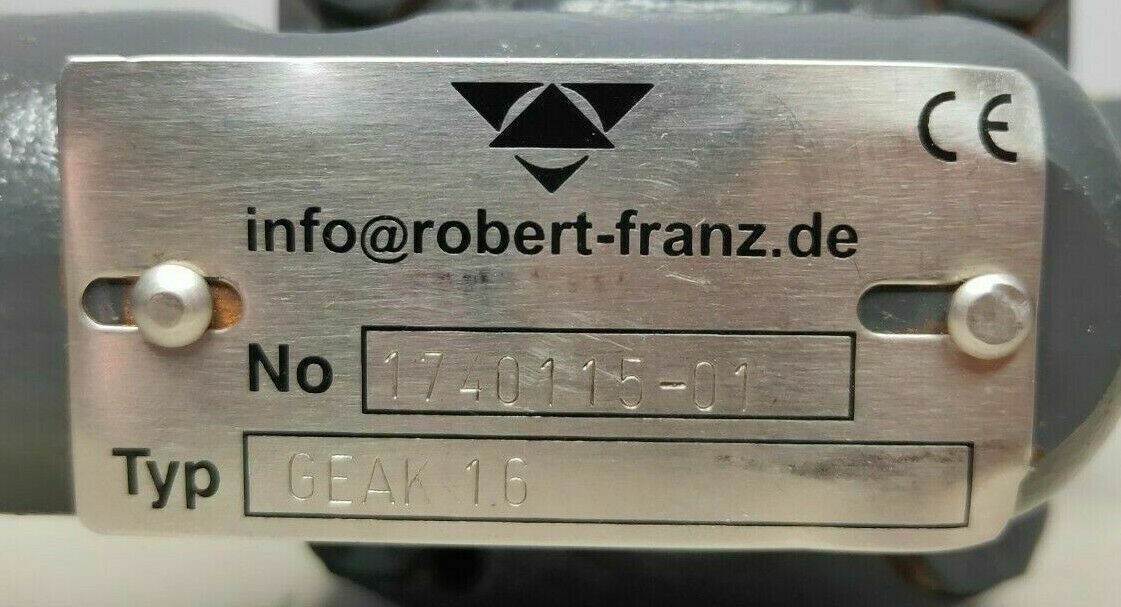 CE
info@robert-franz.de
No 1740115-01
Typ GEAK 1.6